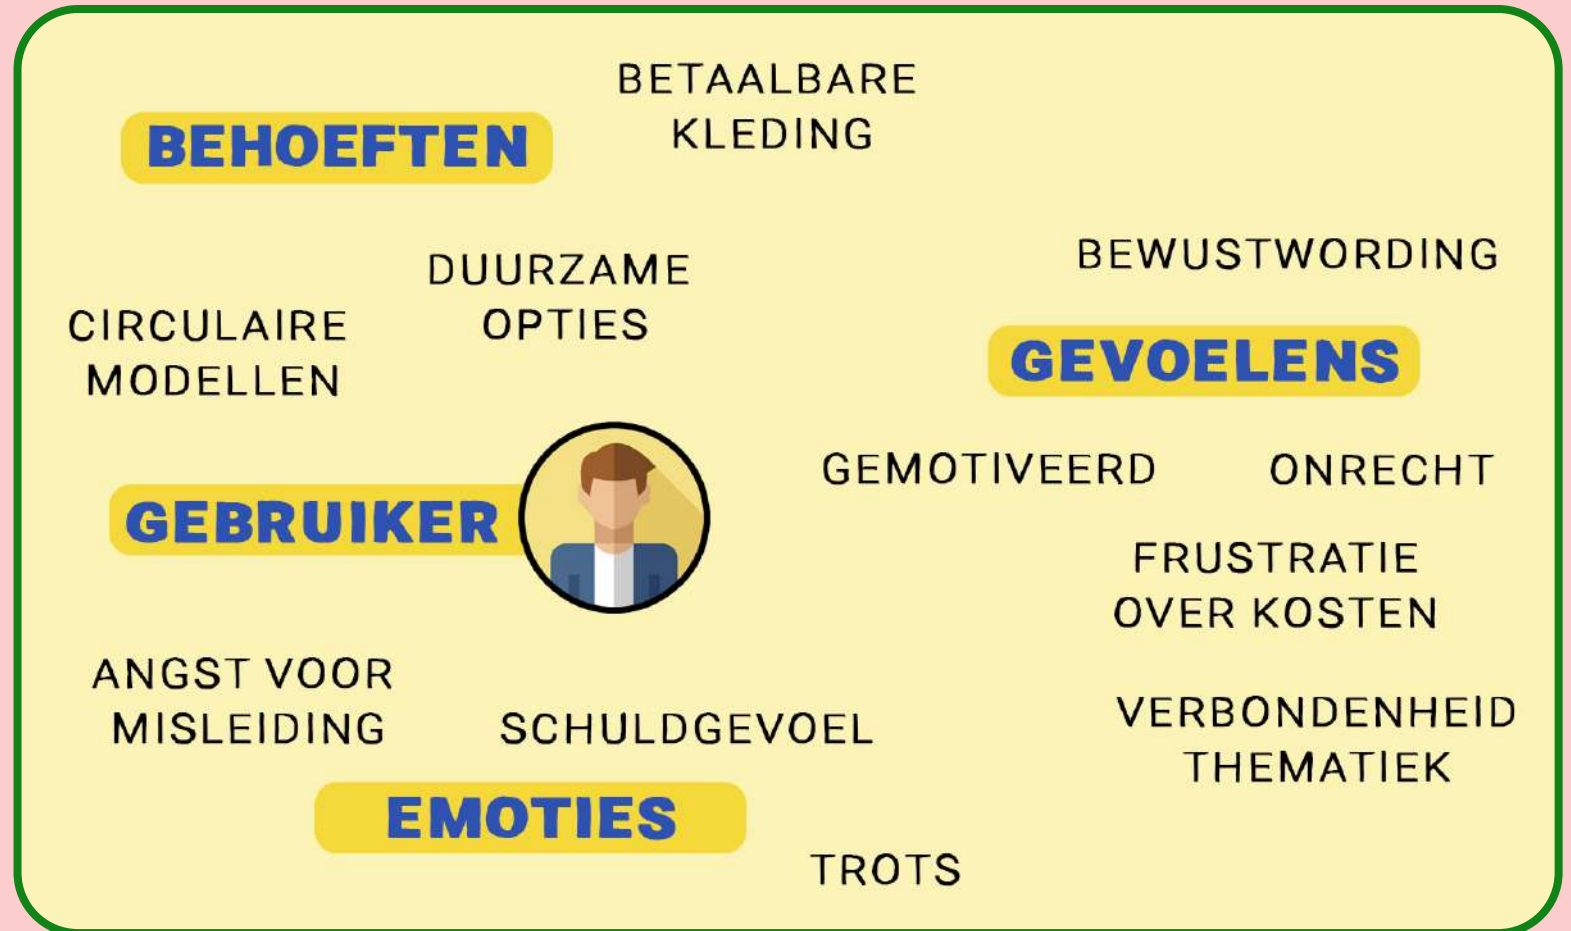 BETAALBARE
KLEDING
BEHOEFTEN
DUURZAME
OPTIES
CIRCULAIRE
MODELLEN
BEWUSTWORDING
GEVOELENS
GEMOTIVEERD
ONRECHT
FRUSTRATIE
OVER KOSTEN
VERBONDENHEID
THEMATIEK
GEBRUIKER
ANGST VOOR
MISLEIDING
SCHULDGEVOEL
EMOTIES
TROTS